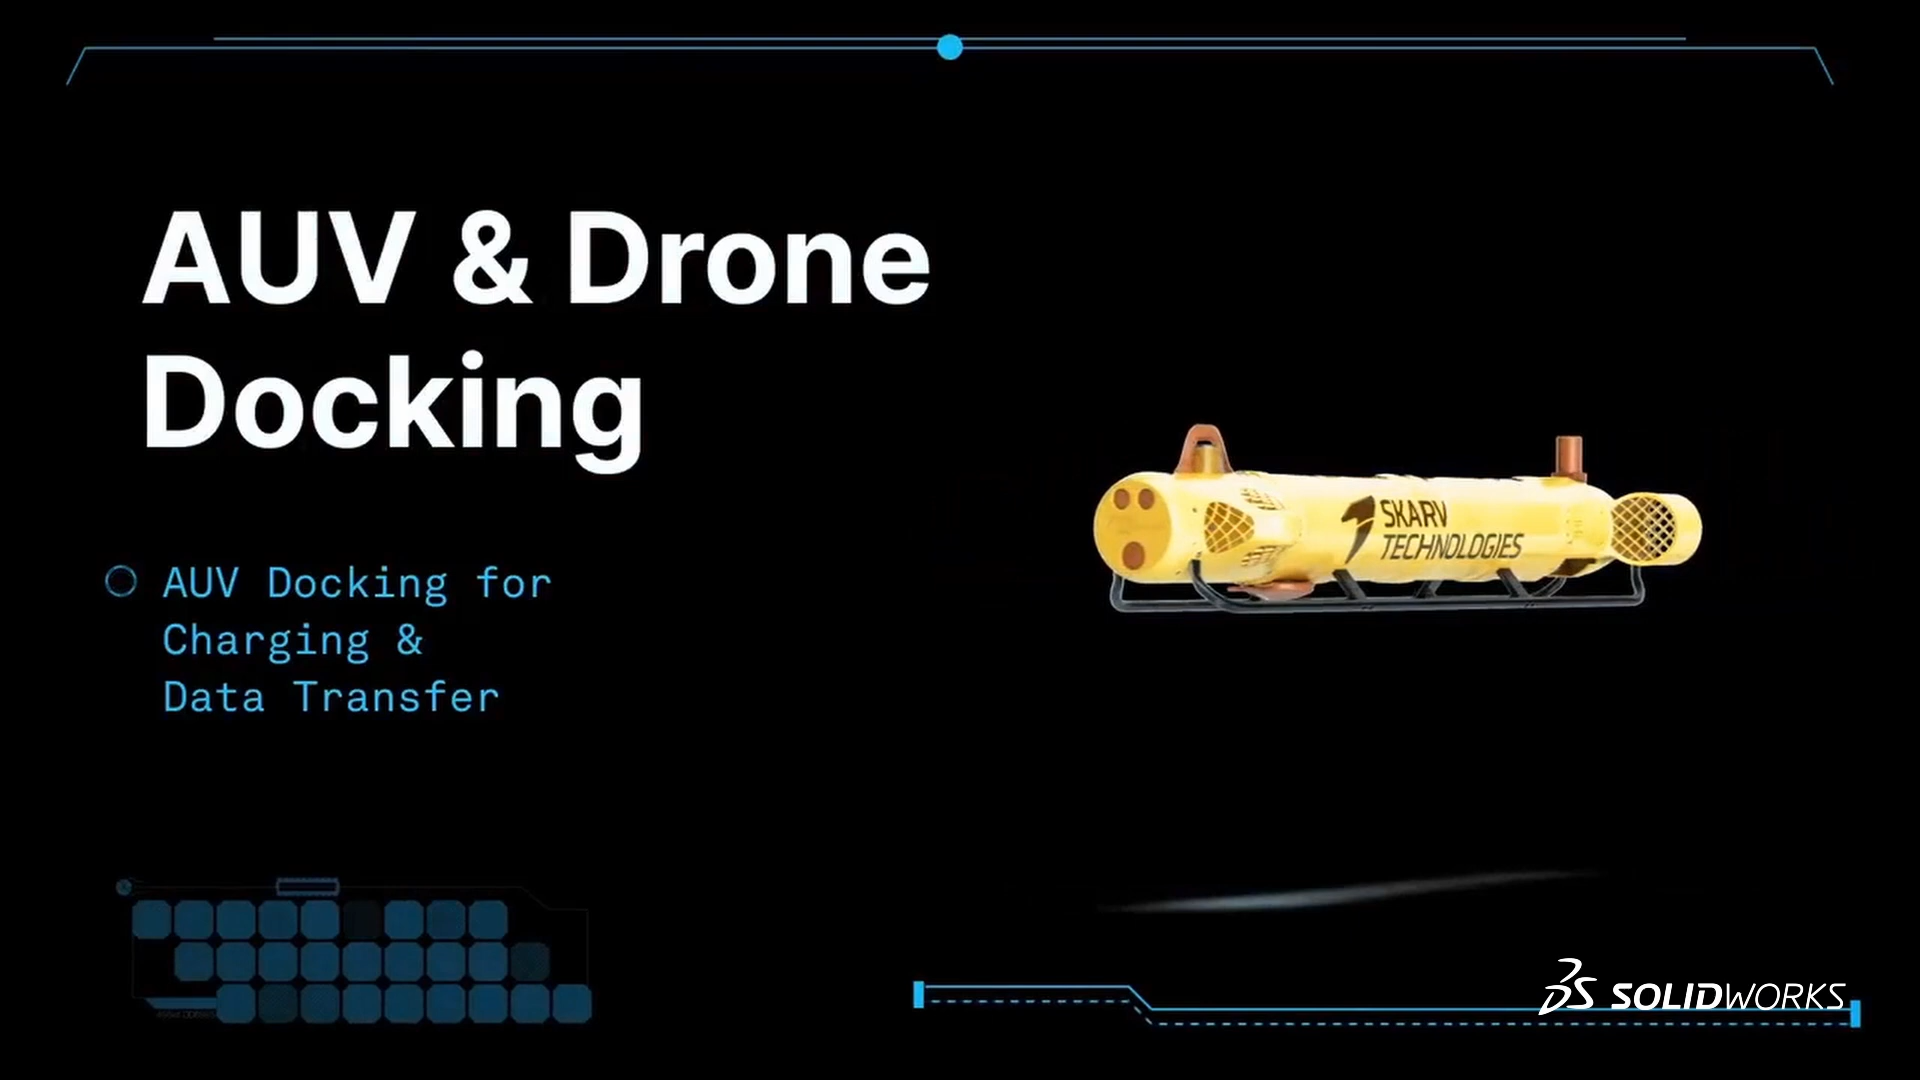 AUV & Drone
Docking
SKARV
TECHNOLOGIES
AUV Docking for
Charging &
Data Transfer
SOLIDWORKS